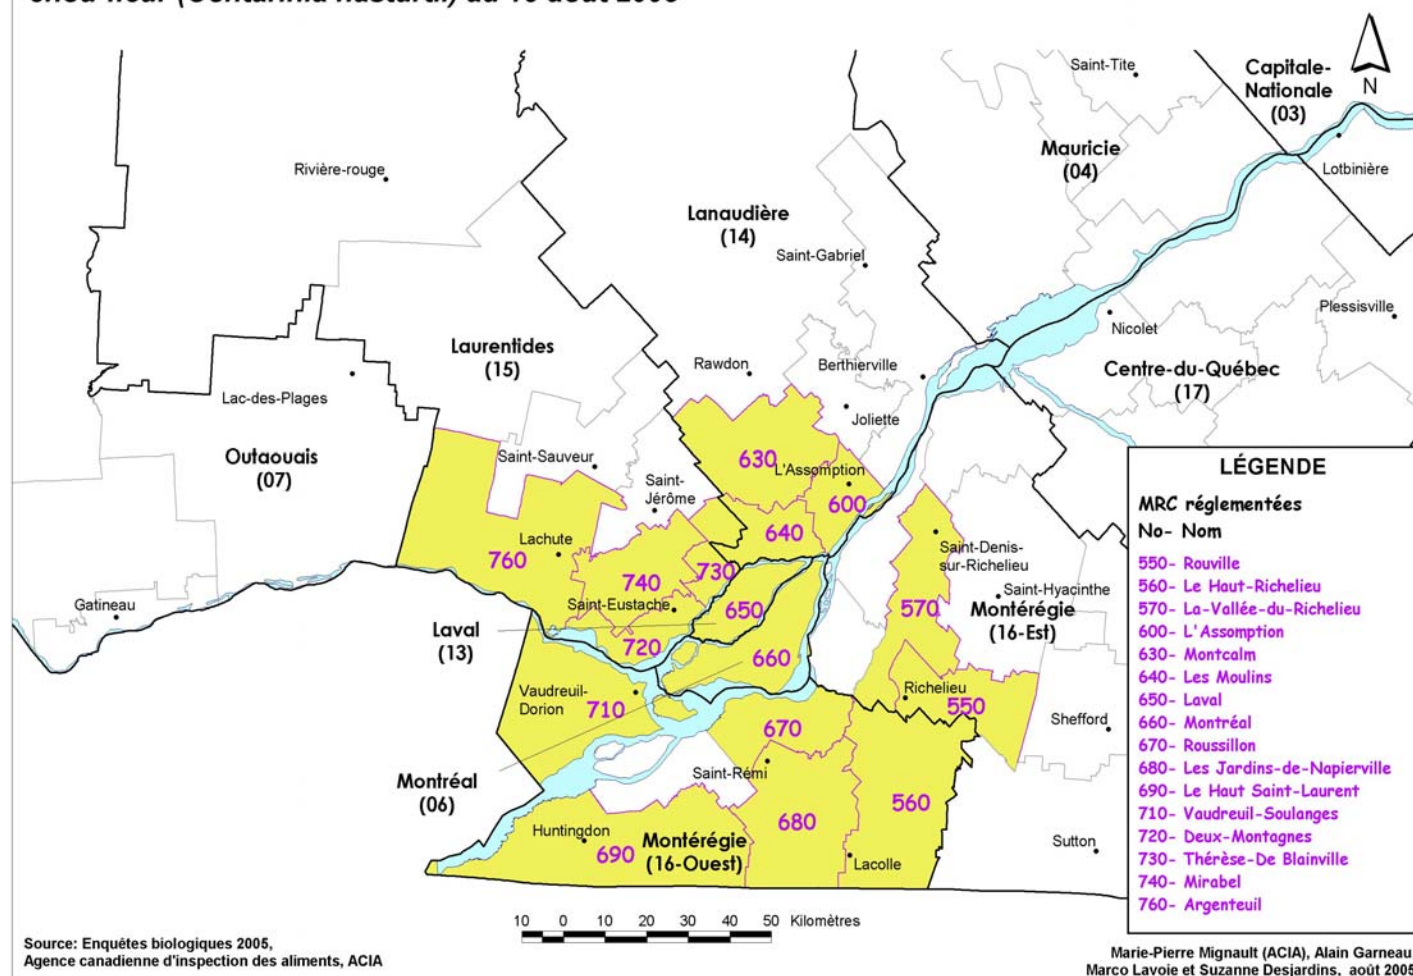 Saint-Tite
Capitale-
Nationale
(03)
N
Mauricie
(04)
Lotbinière
Rivière-rouge
Lanaudière
(14)
Saint-Gabriel
Plessisville
Nicolet
Laurentides
(15)
Rawdon
Berthierville
Centre-du-Québec
(17)
Lac-des-Plages
Joliette
Outaouais
(07)
Saint-Sauveur
630
L'Assomption
Saint-
Jérôme
600
640
Lachute
760
740
730
Saint-Denis-
sur-Richelieu
Saint-Hyacinthe
Gatineau
Saint-Eustache
650
570
Montérégie
(16-Est)
Laval
(13)
720
660
Vaudreuil-
Dorion
710
Richelieu
550
Shefford
670
Saint-Rémi
Montréal
(06)
560
680
Huntingdon
690
Montérégie
(16-Ouest)
Lacolle
Sutton
LÉGENDE
MRC réglementées
No- Nom
550- Rouville
560- Le Haut-Richelieu
570- La-Vallée-du-Richelieu
600- L'Assomption
630- Montcalm
640- Les Moulins
650- Laval
660- Montréal
670- Roussillon
680- Les Jardins-de-Napierville
690- Le Haut Saint-Laurent
710- Vaudreuil-Soulanges
720- Deux-Montagnes
730- Thérèse-De Blainville
740- Mirabel
760- Argenteuil
10 0 10 20 30 40 50 Kilomètres
Source: Enquêtes biologiques 2005,
Agence canadienne d'inspection des aliments, ACIA
Marie-Pierre Mignault (ACIA), Alain Garneau
Marco Lavoie et Suzanne Desjardins, août 2005